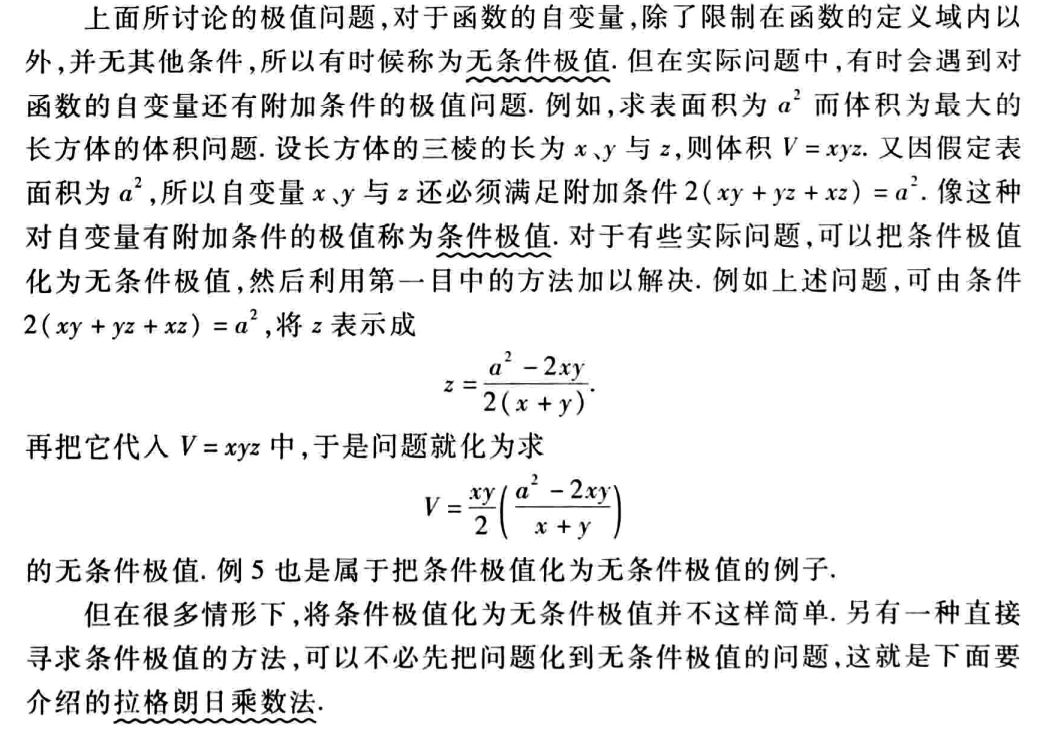 上面所讨论的极值问题,对于函数的自变量,除了限制在函数的定义域内以
外,并无其他条件,所以有时候称为无条件极值. 但在实际问题中,有时会遇到对
函数的自变量还有附加条件的极值问题. 例如,求表面积为 a² 而体积为最大的
长方体的体积问题. 设长方体的三棱的长为 x、y 与 z,则体积 V = xyz. 又因假定表
面积为 a²,所以自变量 x、y 与 z 还必须满足附加条件 2(xy + yz + xz) = a². 像这种
对自变量有附加条件的极值称为条件极值. 对于有些实际问题,可以把条件极值
化为无条件极值,然后利用第一目中的方法加以解决. 例如上述问题,可由条件
2(xy + yz + xz) = a²,将 z 表示成
z = \frac{a² - 2xy}{2(x + y)}.
再把它代入 V = xyz 中,于是问题就化为求
V = \frac{xy}{2}\left(\frac{a² - 2xy}{x + y}\right)
的无条件极值. 例 5 也是属于把条件极值化为无条件极值的例子.
但在很多情形下,将条件极值化为无条件极值并不这样简单. 另有一种直接
寻求条件极值的方法,可以不必先把问题化到无条件极值的问题,这就是下面要
介绍的拉格朗日乘数法.